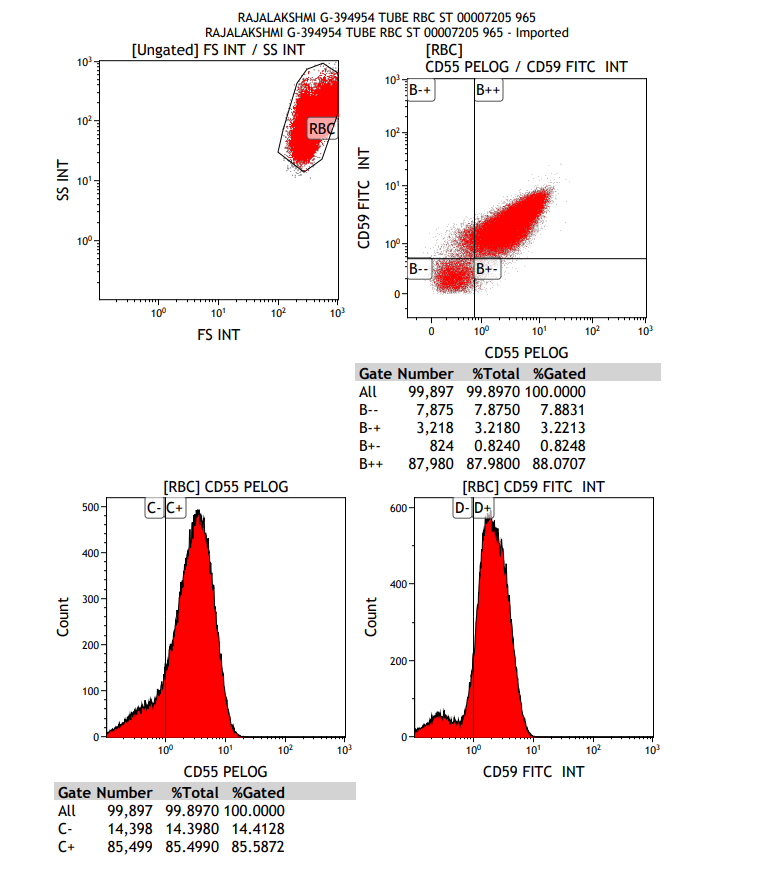 RAJALAKSHMI G-394954 TUBE RBC ST 00007205 965
RAJALAKSHMI G-394954 TUBE RBC ST 00007205 965 - Imported
[Ungated] FS INT / SS INT
10³
10²
10¹
10⁰
SS INT
RBC
10⁰ 10¹ 10² 10³
FS INT
[RBC]
CD55 PELOG / CD59 FITC INT
10³
10²
10¹
10⁰
0
CD59 FITC INT
B-+ B++
B-- B+-
0 10⁰ 10¹ 10² 10³
CD55 PELOG
Gate Number %Total %Gated
All 99,897 99.8970 100.0000
B-- 7,875 7.8750 7.8831
B-+ 3,218 3.2180 3.2213
B+- 824 0.8240 0.8248
B++ 87,980 87.9800 88.0707
[RBC] CD55 PELOG
500
400
300
200
100
0
Count
C- C+
10⁰ 10¹ 10² 10³
CD55 PELOG
[RBC] CD59 FITC INT
600
400
200
0
Count
D- D+
10⁰ 10¹ 10² 10³
CD59 FITC INT
Gate Number %Total %Gated
All 99,897 99.8970 100.0000
C- 14,398 14.3980 14.4128
C+ 85,499 85.4990 85.5872